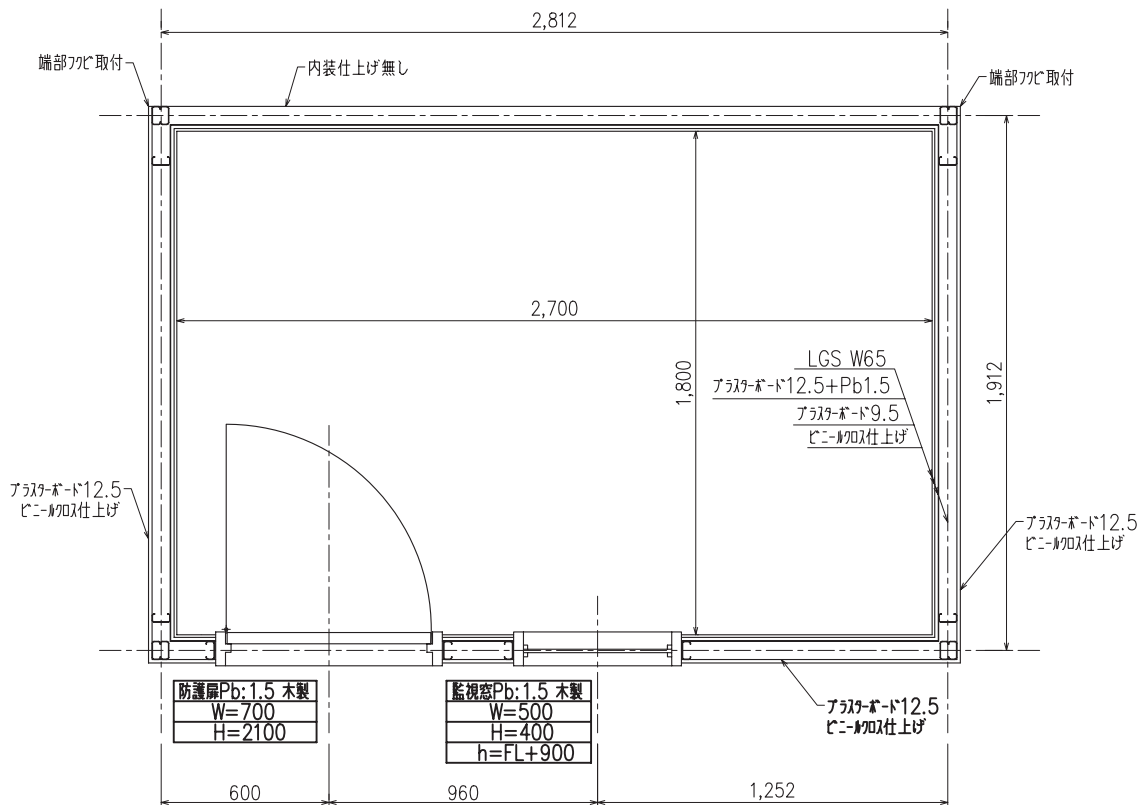 2,812
端部フクビ取付
内装仕上げ無し
端部フクビ取付
2,700
1,800
1,912
LGS W65
プラスターボード12.5+Pb1.5
プラスターボード9.5
ビニールクロス仕上げ
プラスターボード12.5
ビニールクロス仕上げ
プラスターボード12.5
ビニールクロス仕上げ
防護扉Pb:1.5 木製
W=700
H=2100
監視窓Pb:1.5 木製
W=500
H=400
h=FL+900
プラスターボード12.5
ビニールクロス仕上げ
600
960
1,252